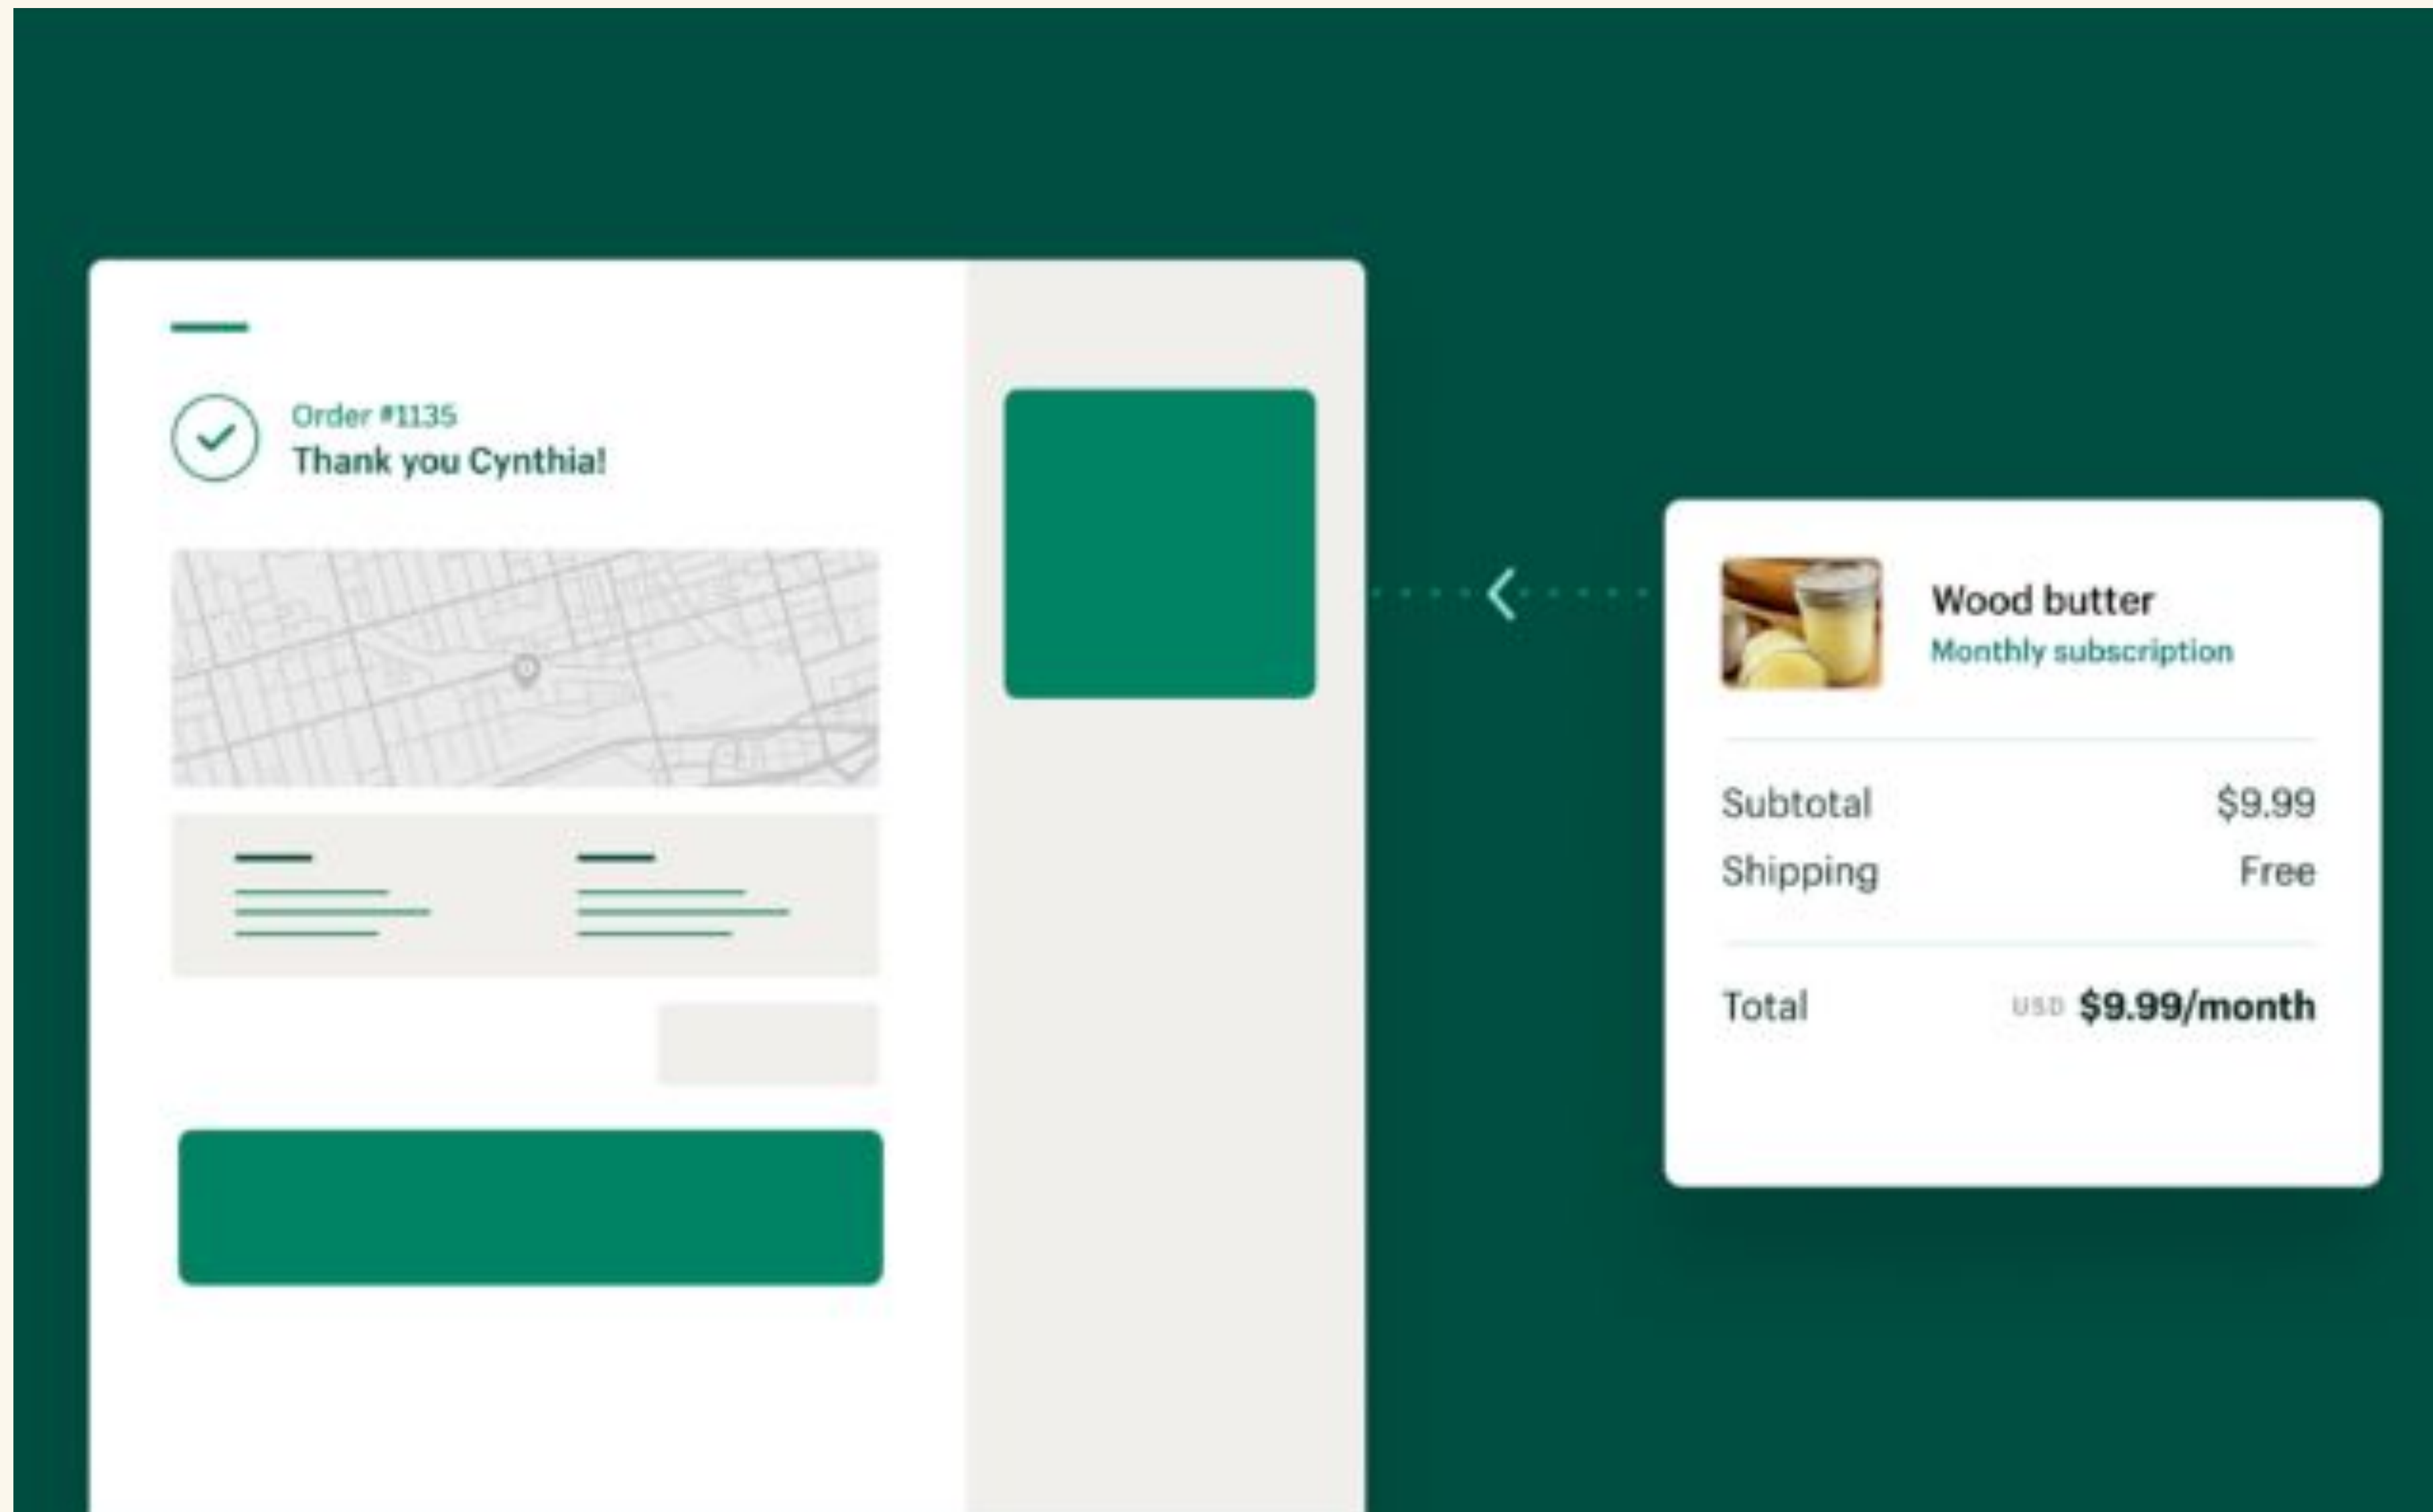 Order #1135
Thank you Cynthia!
Wood butter
Monthly subscription
Subtotal $9.99
Shipping Free
Total USD $9.99/month